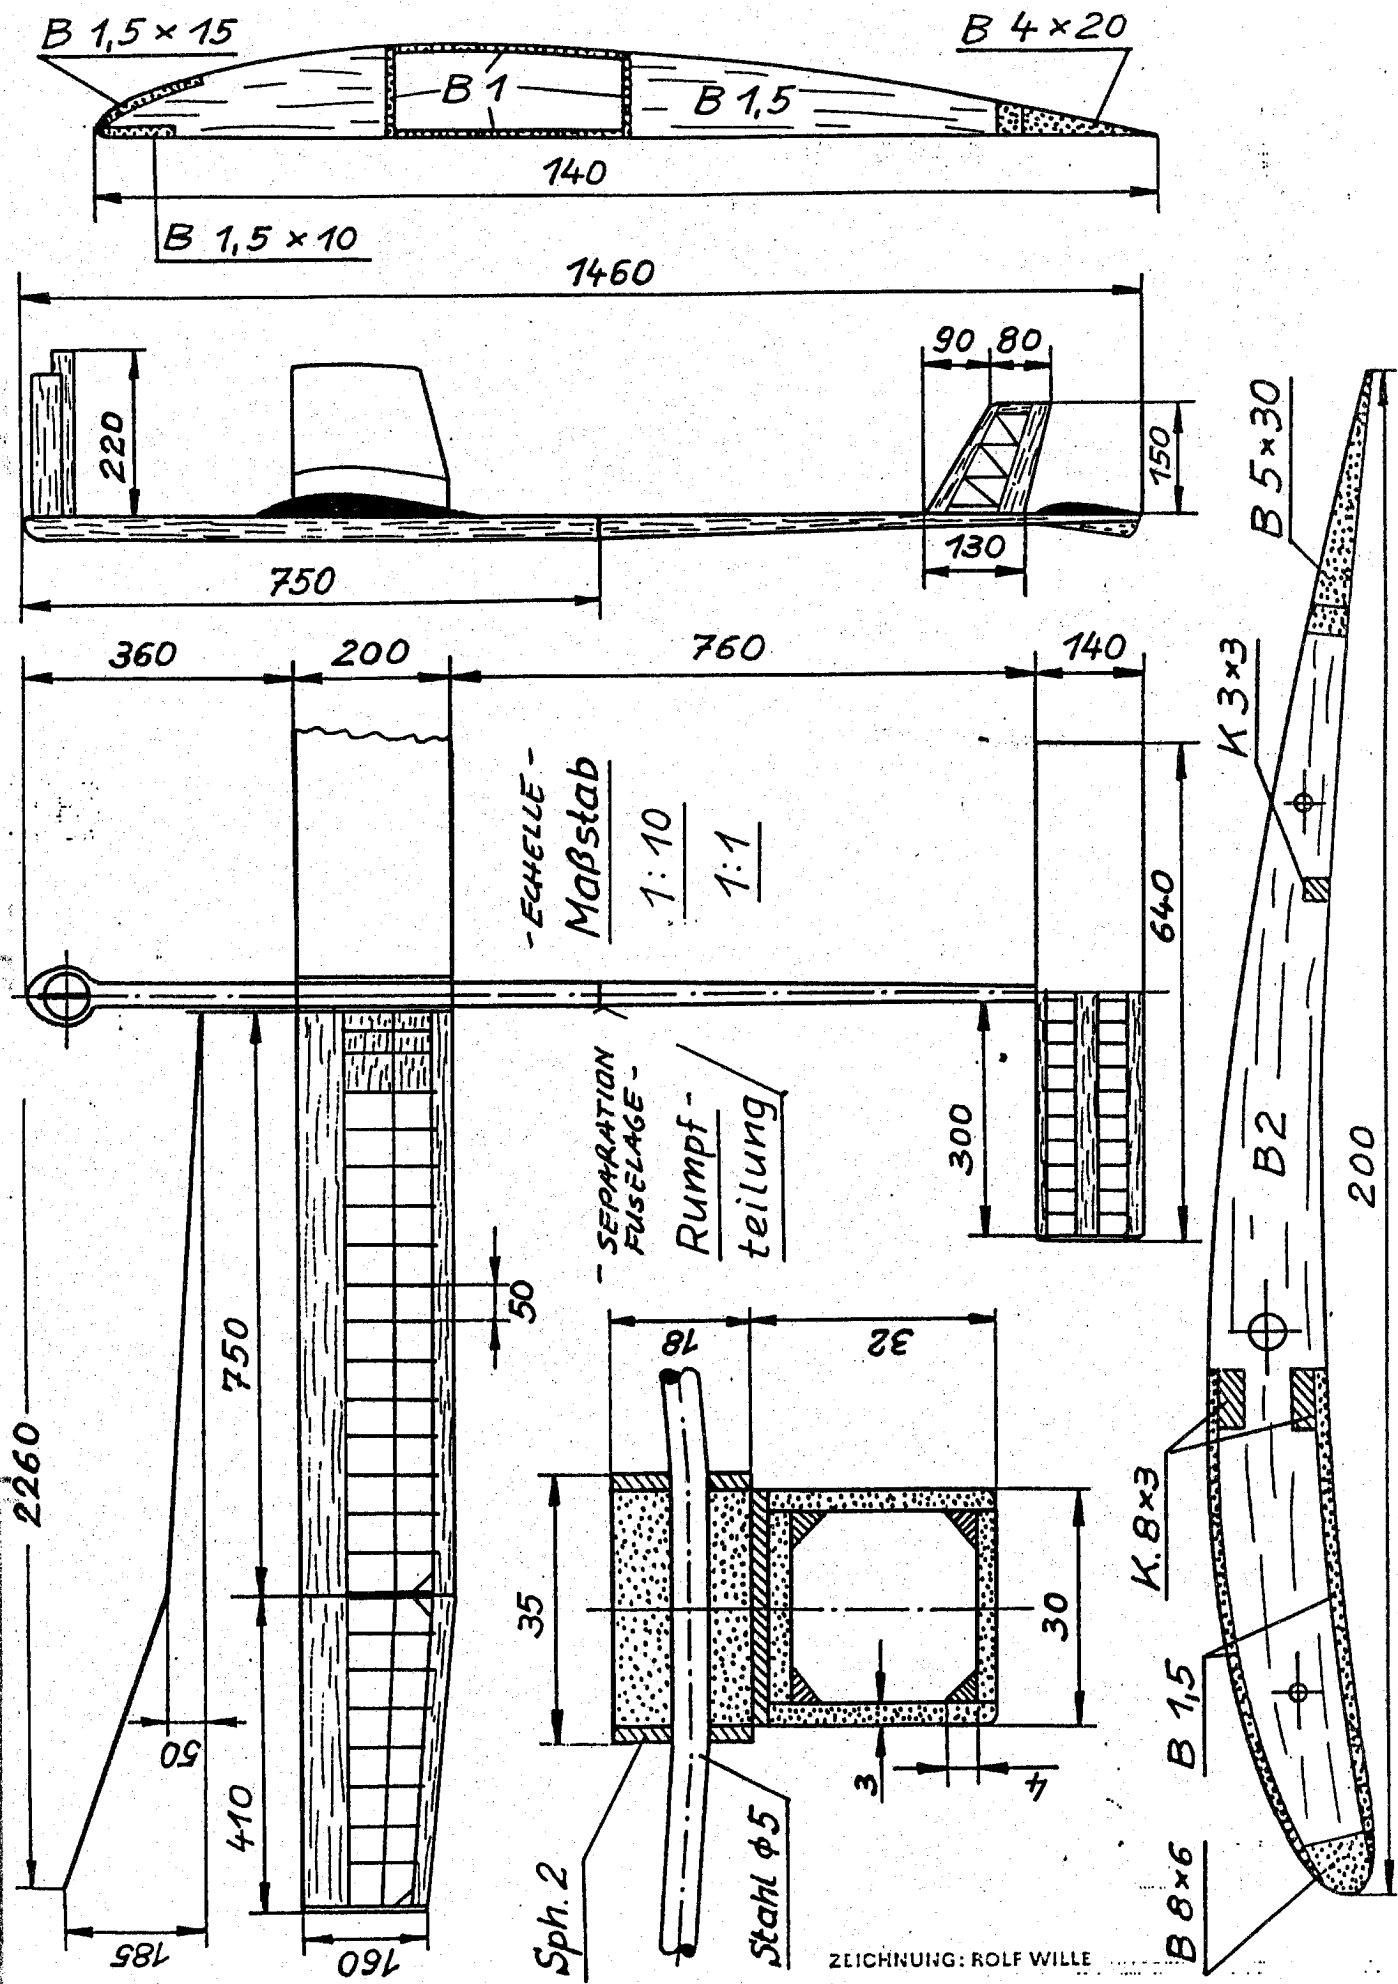 B 1,5 × 15
B 4 × 20
B 1
B 1,5
140
B 1,5 × 10
1460
90
80
220
150
130
750
360
200
760
140
- ECHELLE -
Maßstab
1:10
1:1
640
- SEPARATION
FUSELAGE -
Rumpf-
teilung
300
50
750
2260
50
410
185
160
18
32
35
30
3
4
Sph. 2
Stahl ϕ5
B 5 × 30
K 3 × 3
B2
200
K. 8 × 3
B 1,5
B 8 × 6
ZEICHNUNG: ROLF WILLE